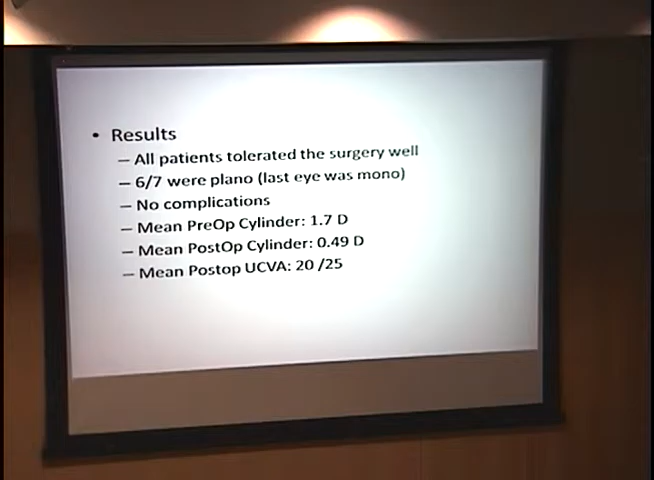 • Results
– All patients tolerated the surgery well
– 6/7 were plano (last eye was mono)
– No complications
– Mean PreOp Cylinder: 1.7 D
– Mean PostOp Cylinder: 0.49 D
– Mean Postop UCVA: 20 /25